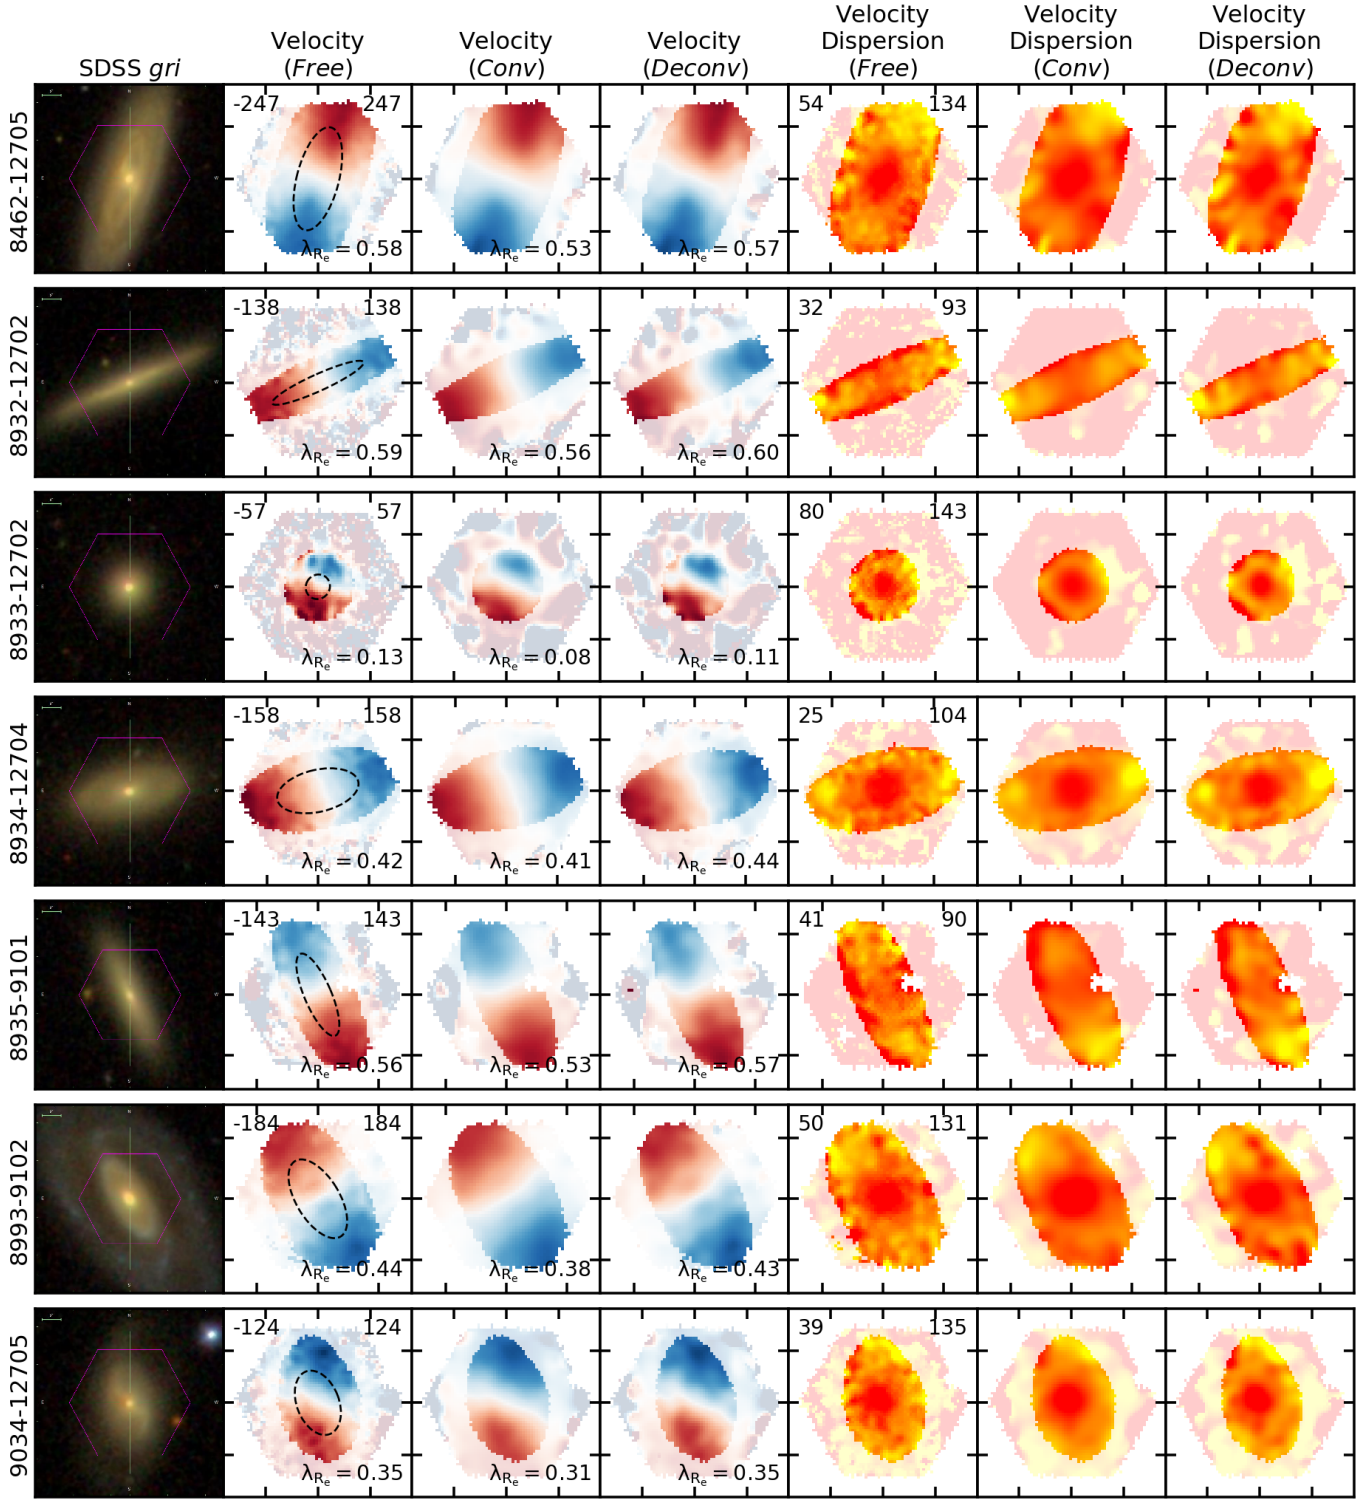 SDSS gri
Velocity
(Free)
Velocity
(Conv)
Velocity
(Deconv)
Velocity
Dispersion
(Free)
Velocity
Dispersion
(Conv)
Velocity
Dispersion
(Deconv)
8462-12705
-247 247
λRe = 0.58
λRe = 0.53
λRe = 0.57
54 134
8932-12702
-138 138
λRe = 0.59
λRe = 0.56
λRe = 0.60
32 93
8933-12702
-57 57
λRe = 0.13
λRe = 0.08
λRe = 0.11
80 143
8934-12704
-158 158
λRe = 0.42
λRe = 0.41
λRe = 0.44
25 104
8935-9101
-143 143
λRe = 0.56
λRe = 0.53
λRe = 0.57
41 90
8993-9102
-184 184
λRe = 0.44
λRe = 0.38
λRe = 0.43
50 131
9034-12705
-124 124
λRe = 0.35
λRe = 0.31
λRe = 0.35
39 135